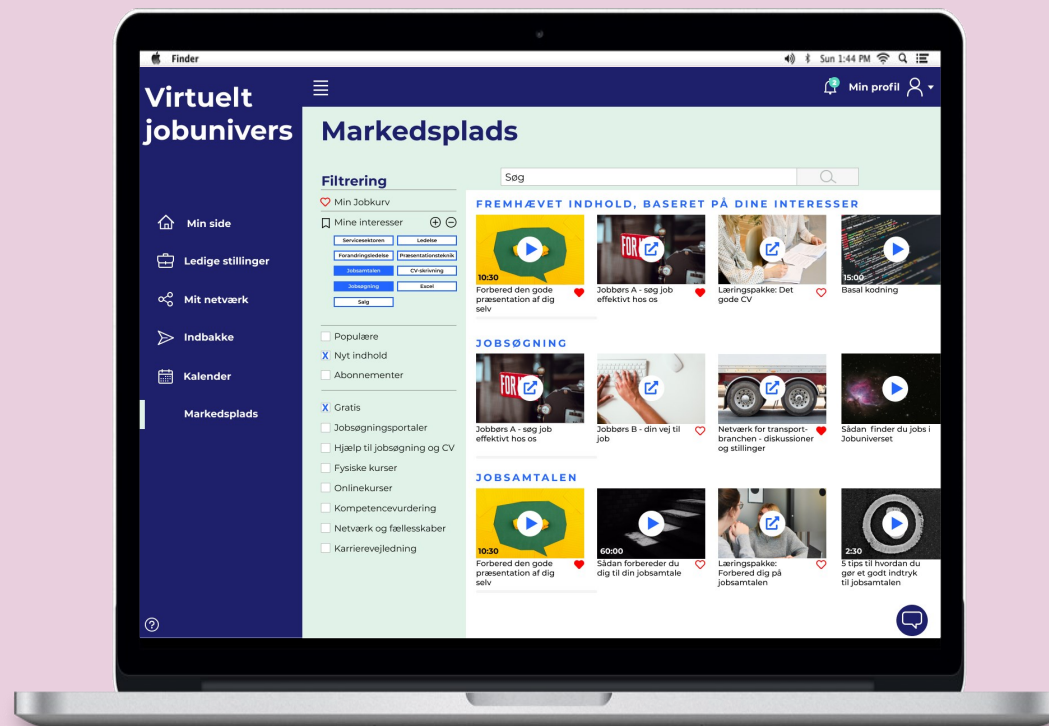 Finder
Sun 1:44 PM
Virtuelt
jobunivers
2
Min profil
Markedsplads
Søg
Filtrering
Min Jobkurv
Mine interesser
Servicesektoren
Ledelse
Forandringsledelse
Præsentationsteknik
Jobsamtalen
CV-skrivning
Jobsøgning
Excel
Salg
Populære
X Nyt indhold
Abonnementer
X Gratis
Jobsøgningsportaler
Hjælp til jobsøgning og CV
Fysiske kurser
Onlinekurser
Kompetencevurdering
Netværk og fællesskaber
Karrierevejledning
Min side
Ledige stillinger
Mit netværk
Indbakke
Kalender
Markedsplads
FREMHÆVET INDHOLD, BASERET PÅ DINE INTERESSER
10:30
Forbered den gode
præsentation af dig
selv
FOR
Jobbørs A - søg job
effektivt hos os
Læringspakke: Det
gode CV
15:00
Basal kodning
JOBSØGNING
FOR
Jobbørs A - søg job
effektivt hos os
Jobbørs B - din vej til
job
Netværk for transport-
branchen - diskussioner
og stillinger
Sådan finder du jobs i
Jobuniverset
JOBSAMTALEN
10:30
Forbered den gode
præsentation af dig
selv
60:00
Sådan forbereder du
dig til din jobsamtale
Læringspakke:
Forbered dig på
jobsamtalen
2:30
5 tips til hvordan du
gør et godt indtryk
til jobsamtalen
?